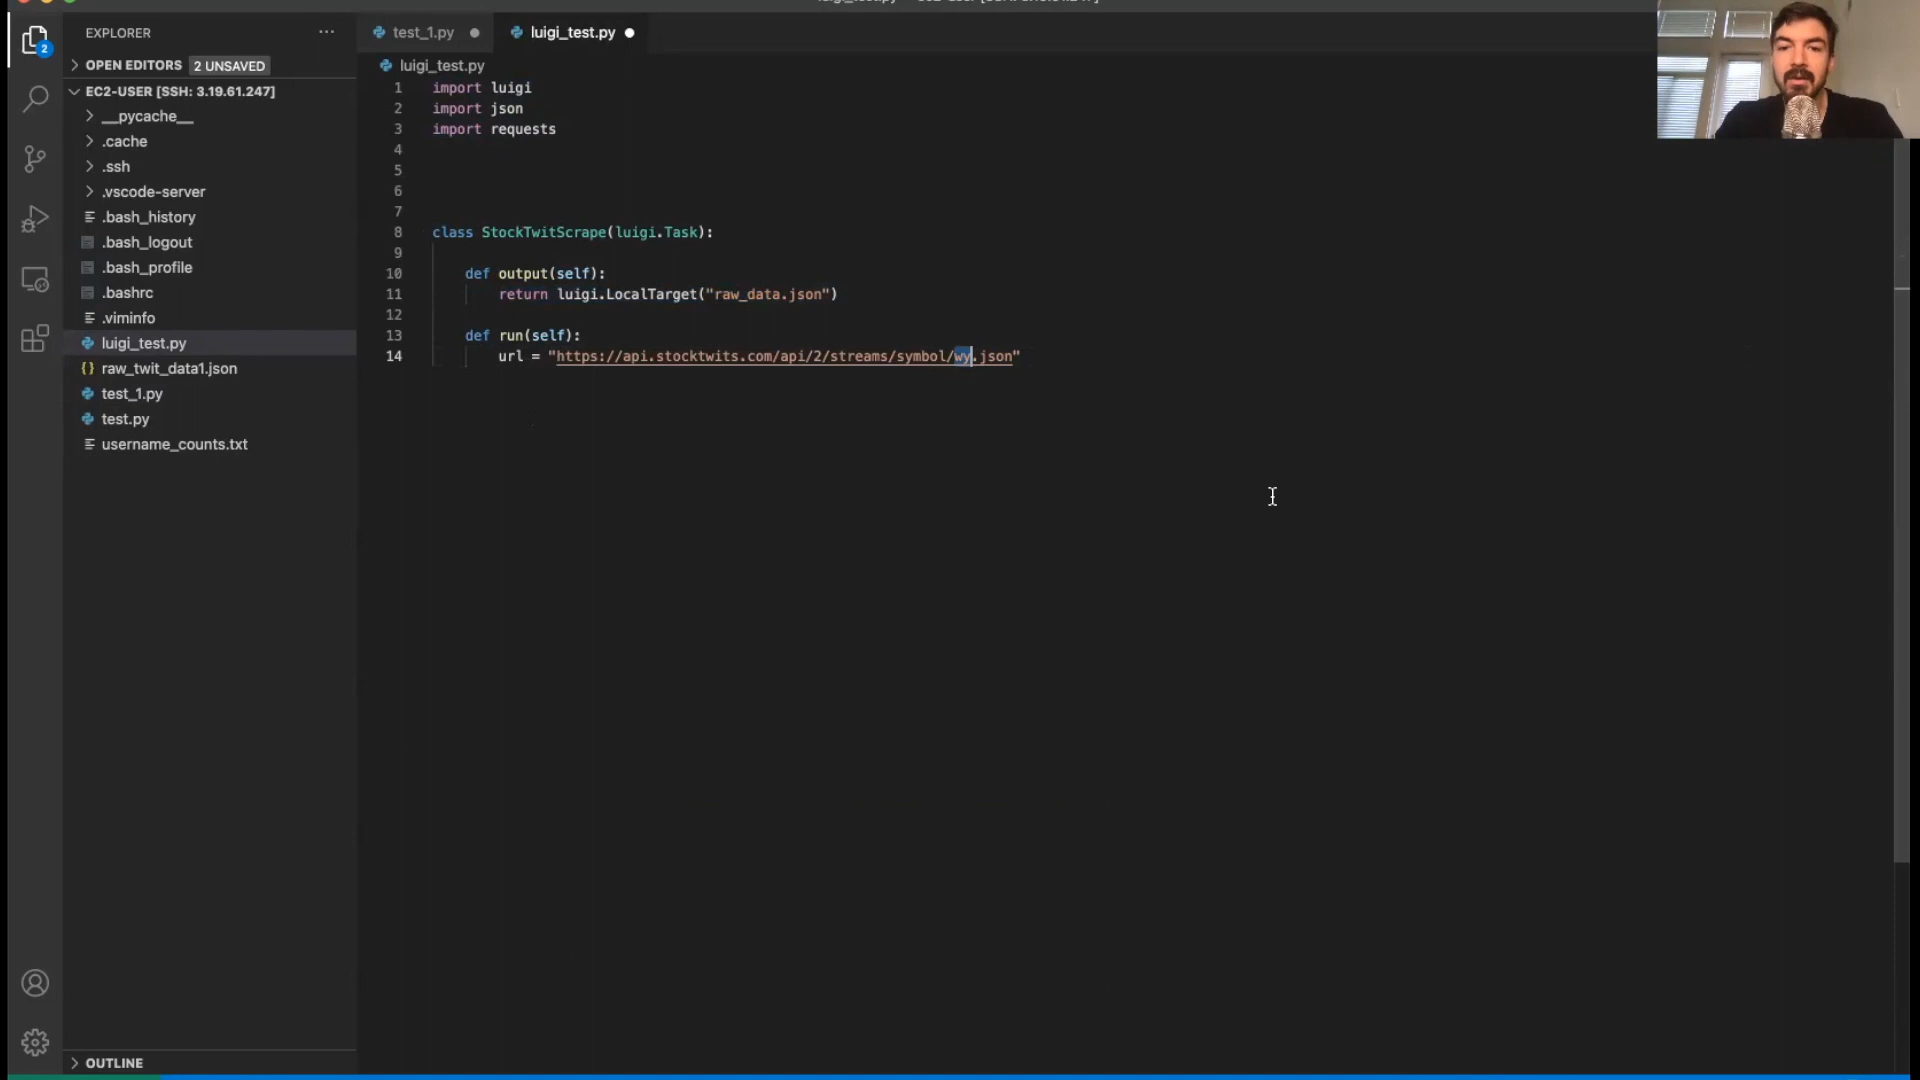 EXPLORER
OPEN EDITORS 2 UNSAVED
EC2-USER [SSH: 3.19.61.247]
__pycache__
.cache
.ssh
.vscode-server
.bash_history
.bash_logout
.bash_profile
.bashrc
.viminfo
luigi_test.py
raw_twit_data1.json
test_1.py
test.py
username_counts.txt
OUTLINE
2
test_1.py luigi_test.py
luigi_test.py
1 import luigi
2 import json
3 import requests
4
5
6
7
8 class StockTwitScrape(luigi.Task):
9
10 def output(self):
11 return luigi.LocalTarget("raw_data.json")
12
13 def run(self):
14 url = "https://api.stocktwits.com/api/2/streams/symbol/wy.json"